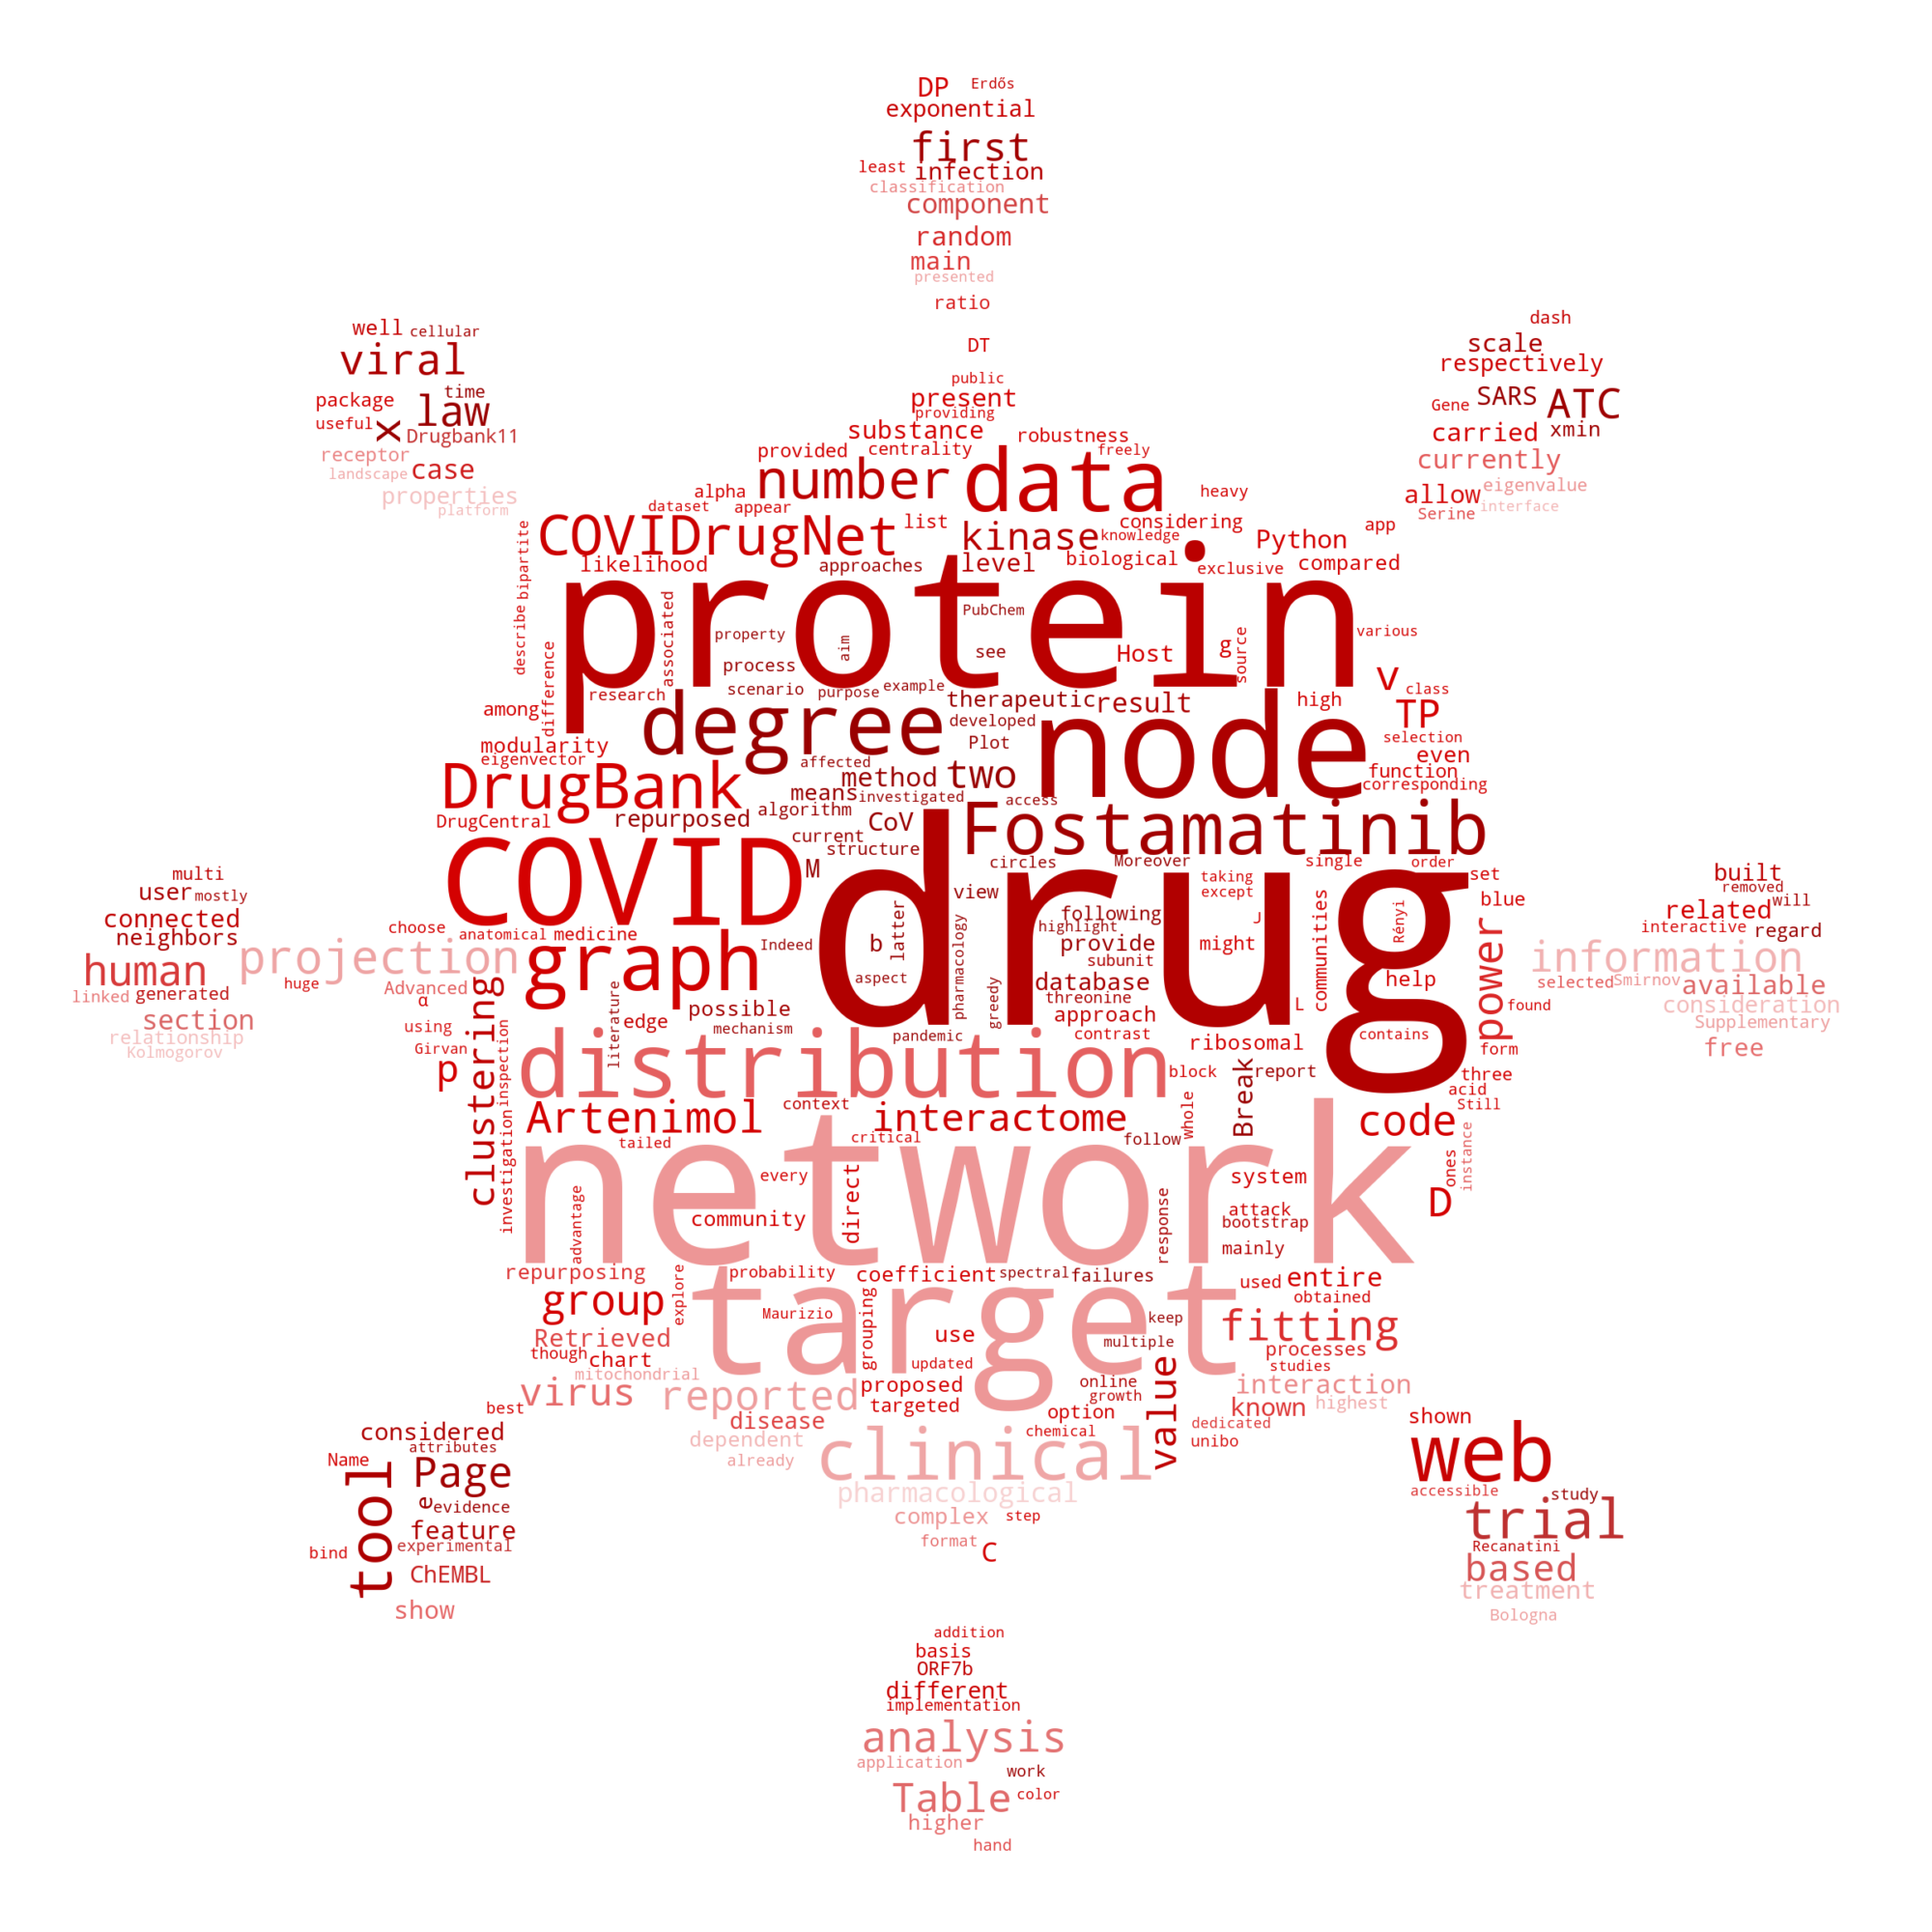 DP Erdős
exponential
first
least infection
classification
component
random
main
presented
ratio
DT
public
present
providing
substance
well cellular
viral
package time
useful x law
Drugbank11
receptor
landscape case
properties
platform
dash
scale
respectively
Gene SARS ATC
carried xmin
currently
allow eigenvalue
Serine interface
provided centrality robustness freely
number data
alpha heavy
dataset appear
COVIDrugNet list kinase considering app
knowledge Python
likelihood approaches level biological exclusive compared
bipartite
describe
protein
PubChem
associated property aim see Host g source various
process
difference research scenario purpose example therapeutic result high v class
among degree developed node TP
modularity Plot selection
eigenvector affected method two even
DrugBank means investigated access function
corresponding
DrugCentral repurposed algorithm CoV Fostamatinib
current
structure circles Moreover single order
COVID M drug taking set
view except blue
multi
user mostly
connected
neighbors
human projection
linked generated huge
section
relationship
Kolmogorov
choose anatomical medicine Indeed b latter pharmacology following
highlight J communities Rényi power
graph provide might
aspect subunit
Advanced database help
α possible greedy threonine L found
using literature edge approach
Girvan mechanism pandemic contrast contains
built
removed
related will
interactive regard
information
selected Smirnov available
consideration
Supplementary
free
clustering inspection distribution ribosomal form
p block Break report three
acid
Artenimol context interactome whole code Still
tailed critical follow
investigation network
every system ones instance
direct attack D
advantage community response bootstrap
mainly
repurposing explore probability coefficient spectral failures used entire
group target obtained
Maurizio keep
Retrieved grouping use multiple fitting
though chart updated processes
mitochondrial studies
virus reported proposed online value interaction
growth
best targeted option known highest
disease dedicated
dependent chemical unibo
already clinical
pharmacological
complex step
format C
considered
attributes
Name Page
tool e evidence
feature
bind experimental
ChEMBL
show
shown
web
accessible study
trial
Recanatini
based
treatment
Bologna
addition
basis
ORF7b
different
implementation
analysis
application
work
Table color
higher
hand